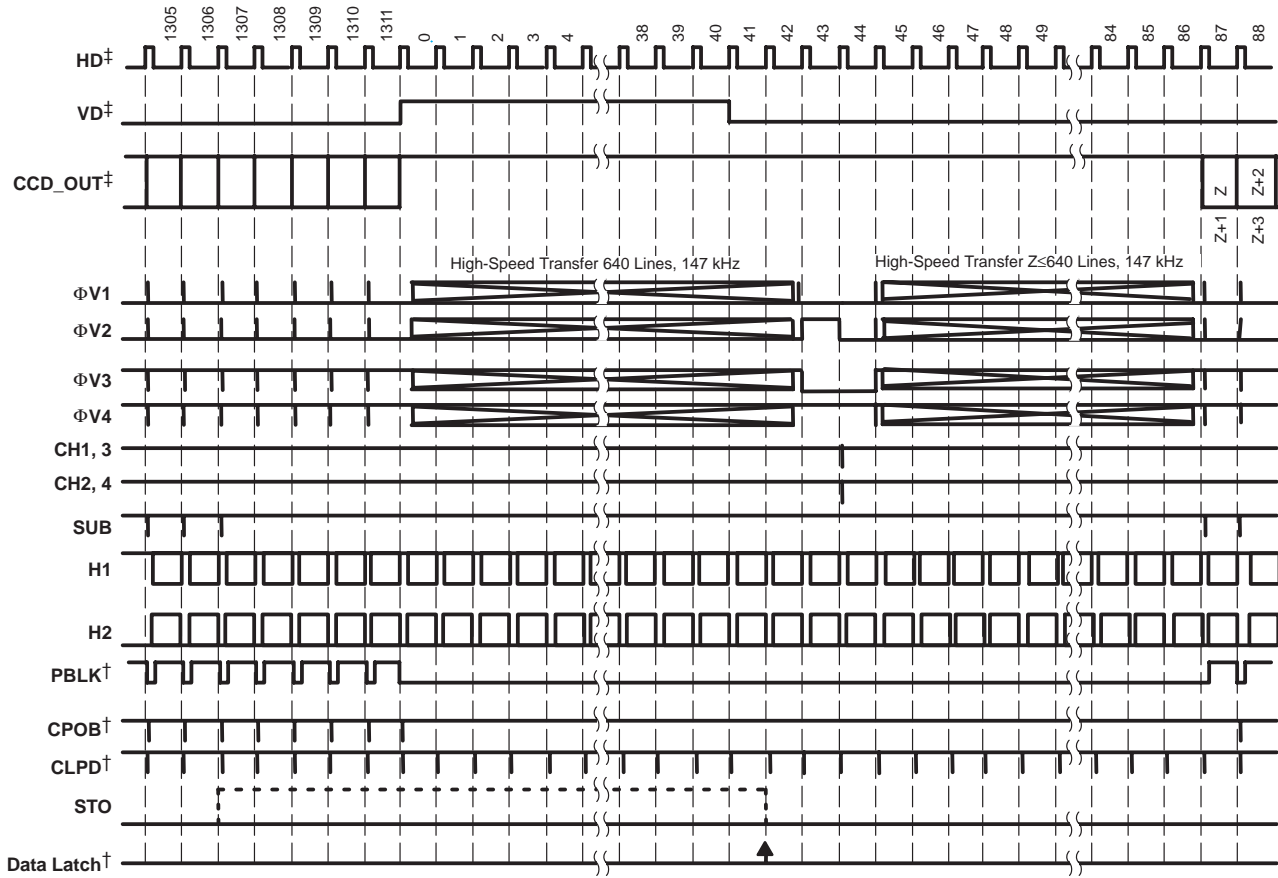 1305 1306 1307 1308 1309 1310 1311 0 1 2 3 4 38 39 40 41 42 43 44 45 46 47 48 49 84 85 86 87 88
HD‡
VD‡
CCD_OUT‡
Z Z+2
Z+1 Z+3
High-Speed Transfer 640 Lines, 147 kHz
High-Speed Transfer Z≤640 Lines, 147 kHz
ΦV1
ΦV2
ΦV3
ΦV4
CH1, 3
CH2, 4
SUB
H1
H2
PBLK†
CPOB†
CLPD†
STO
Data Latch†